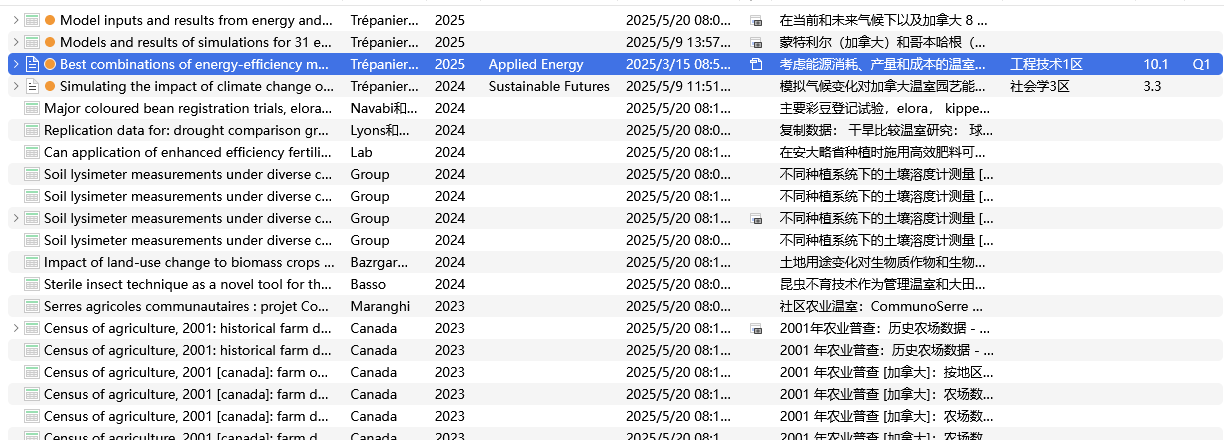 Model inputs and results from energy and... Trépanier... 2025 2025/5/20 08:0... 在当前和未来气候下以及加拿大 8 ...
Models and results of simulations for 31 e... Trépanier... 2025 2025/5/9 13:57... 蒙特利尔（加拿大）和哥本哈根（...
Best combinations of energy-efficiency m... Trépanier... 2025 Applied Energy 2025/3/15 08:5... 考虑能源消耗、产量和成本的温室... 工程技术1区 10.1 Q1
Simulating the impact of climate change o... Trépanier... 2024 Sustainable Futures 2025/5/9 11:51... 模拟气候变化对加拿大温室园艺能... 社会学3区 3.3
Major coloured bean registration trials, elora... Navabi和... 2024 2025/5/20 08:1... 主要彩豆登记试验，elora， kippe...
Replication data for: drought comparison gr... Lyons和... 2024 2025/5/20 08:0... 复制数据： 干旱比较温室研究： 球...
Can application of enhanced efficiency fertili... Lab 2024 2025/5/20 08:1... 在安大略省种植时施用高效肥料可...
Soil lysimeter measurements under diverse c... Group 2024 2025/5/20 08:0... 不同种植系统下的土壤溶度计测量 [...
Soil lysimeter measurements under diverse c... Group 2024 2025/5/20 08:1... 不同种植系统下的土壤溶度计测量 [...
Soil lysimeter measurements under diverse c... Group 2024 2025/5/20 08:1... 不同种植系统下的土壤溶度计测量 [...
Soil lysimeter measurements under diverse c... Group 2024 2025/5/20 08:0... 不同种植系统下的土壤溶度计测量 [...
Impact of land-use change to biomass crops ... Bazrgar... 2024 2025/5/20 08:1... 土地用途变化对生物质作物和生物...
Sterile insect technique as a novel tool for th... Basso 2024 2025/5/20 08:0... 昆虫不育技术作为管理温室和大田...
Serres agricoles communautaires : projet Co... Maranghi 2023 2025/5/20 08:0... 社区农业温室：CommunoSerre ...
Census of agriculture, 2001: historical farm d... Canada 2023 2025/5/20 08:1... 2001年农业普查：历史农场数据 - ...
Census of agriculture, 2001: historical farm d... Canada 2023 2025/5/20 08:1... 2001 年农业普查：历史农场数据 - ...
Census of agriculture, 2001 [canada]: farm o... Canada 2023 2025/5/20 08:1... 2001 年农业普查 [加拿大]：按地区...
Census of agriculture, 2001 [canada]: farm d... Canada 2023 2025/5/20 08:0... 2001 年农业普查 [加拿大]：农场数...
Census of agriculture, 2001 [canada]: farm d... Canada 2023 2025/5/20 08:0... 2001 年农业普查 [加拿大]：农场数...
Census of agriculture, 2001 [canada]: farm d... Canada 2023 2025/5/20 08:0... 2001 年农业普查 [加拿大]：农场数...